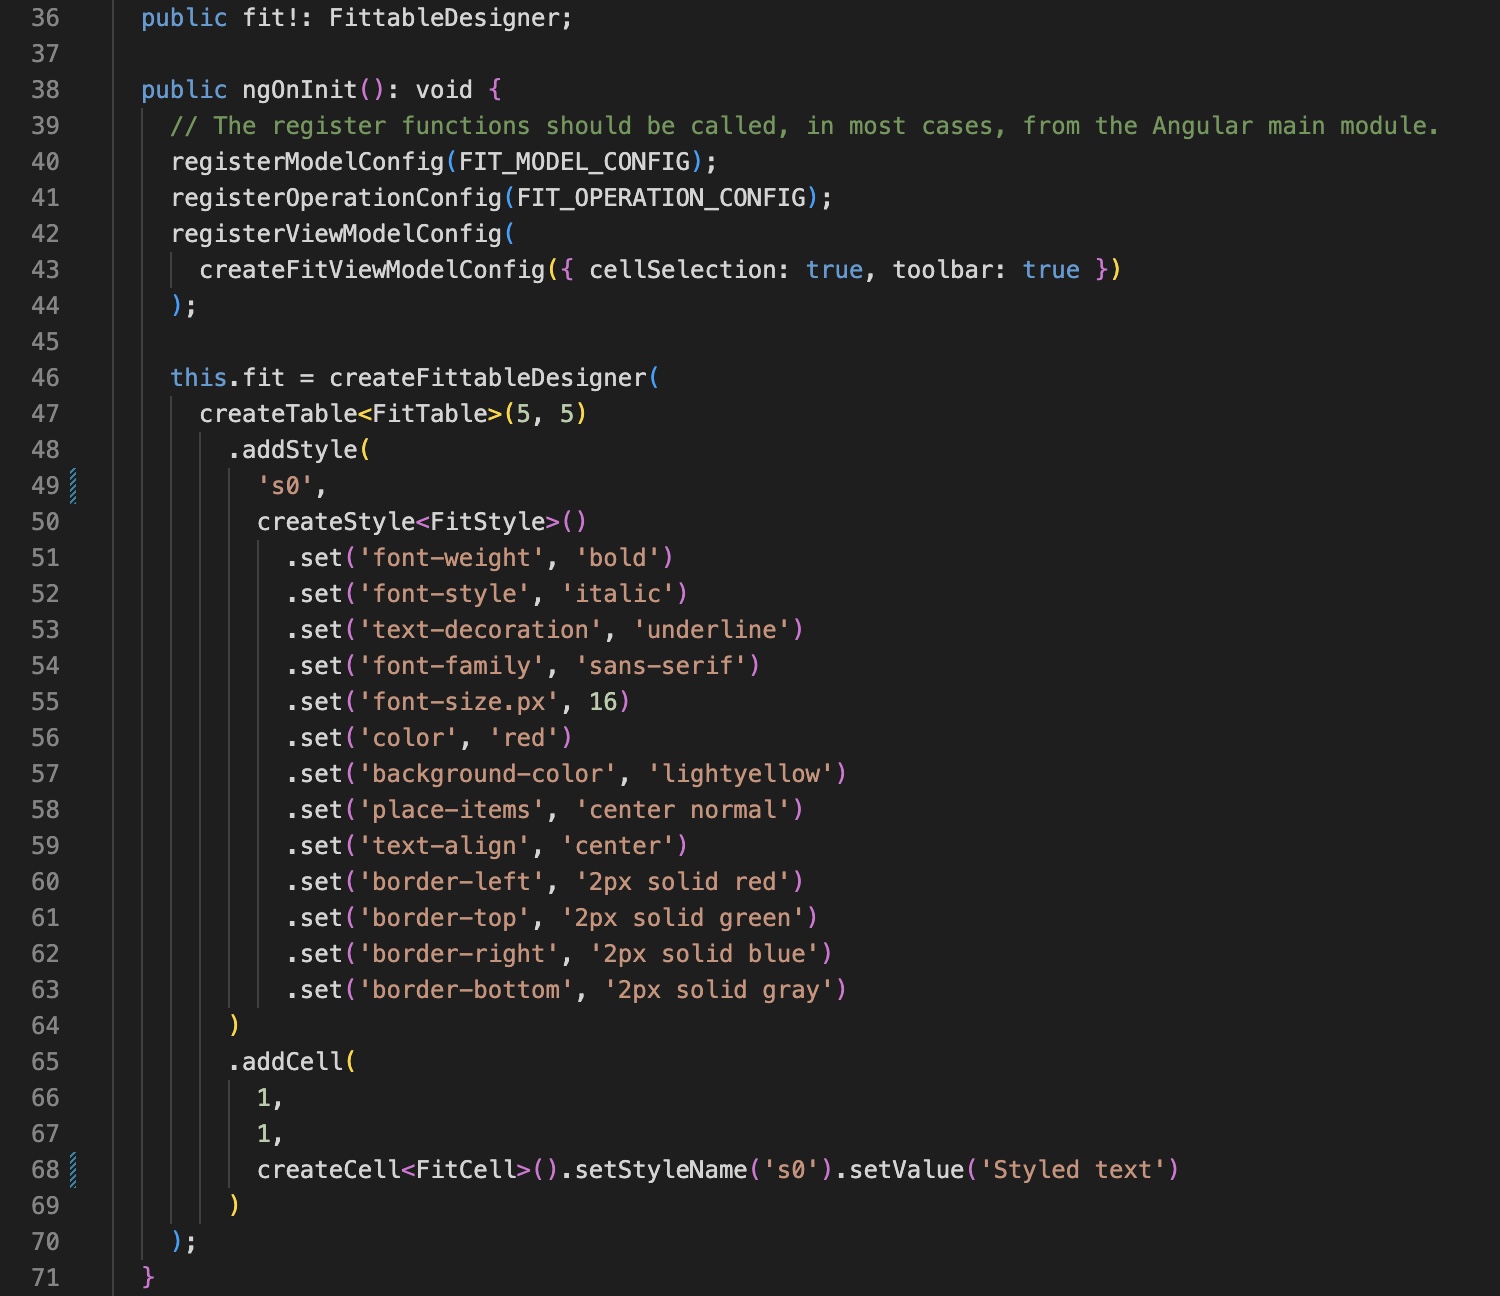 36 public fit!: FittableDesigner;
37
38 public ngOnInit(): void {
39 // The register functions should be called, in most cases, from the Angular main module.
40 registerModelConfig(FIT_MODEL_CONFIG);
41 registerOperationConfig(FIT_OPERATION_CONFIG);
42 registerViewModelConfig(
43 createFitViewModelConfig({ cellSelection: true, toolbar: true })
44 );
45
46 this.fit = createFittableDesigner(
47 createTable<FitTable>(5, 5)
48 .addStyle(
49 's0',
50 createStyle<FitStyle>()
51 .set('font-weight', 'bold')
52 .set('font-style', 'italic')
53 .set('text-decoration', 'underline')
54 .set('font-family', 'sans-serif')
55 .set('font-size.px', 16)
56 .set('color', 'red')
57 .set('background-color', 'lightyellow')
58 .set('place-items', 'center normal')
59 .set('text-align', 'center')
60 .set('border-left', '2px solid red')
61 .set('border-top', '2px solid green')
62 .set('border-right', '2px solid blue')
63 .set('border-bottom', '2px solid gray')
64 )
65 .addCell(
66 1,
67 1,
68 createCell<FitCell>().setStyleName('s0').setValue('Styled text')
69 )
70 );
71 }